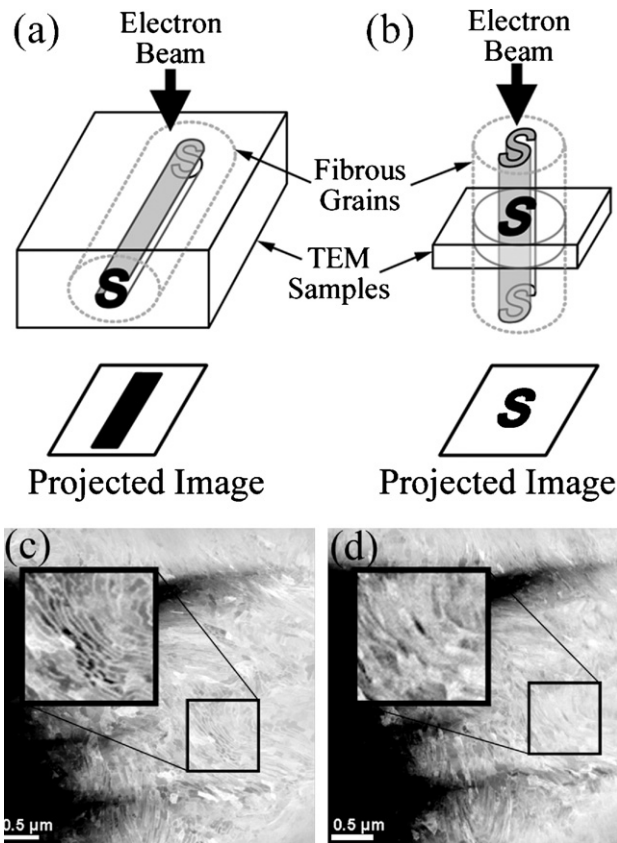 (a)
Electron
Beam
(b)
Electron
Beam
S
S
S
S
S
Fibrous
Grains
TEM
Samples
S
Projected Image
Projected Image
(c)
(d)
0.5 μm
0.5 μm